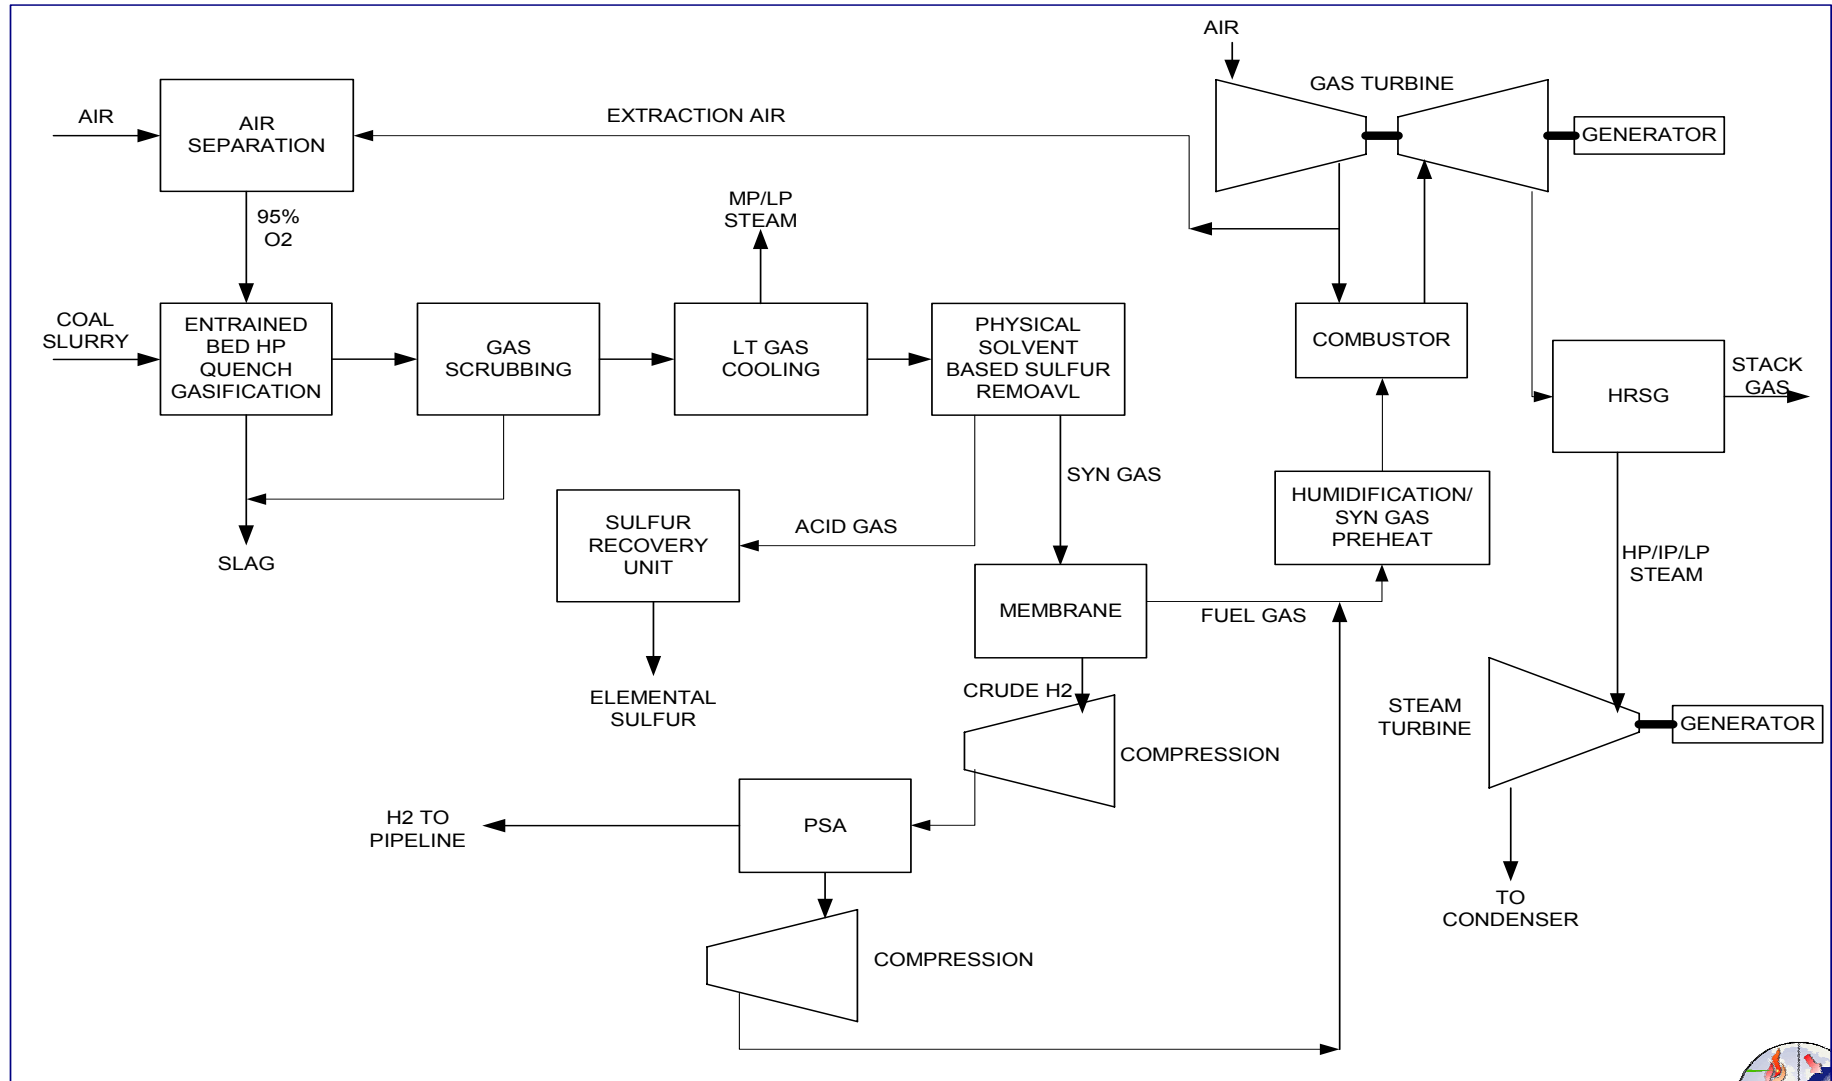 AIR
GAS TURBINE
AIR
AIR
SEPARATION
EXTRACTION AIR
GENERATOR
95%
O2
MP/LP
STEAM
COAL
SLURRY
ENTRAINED
BED HP
QUENCH
GASIFICATION
GAS
SCRUBBING
LT GAS
COOLING
PHYSICAL
SOLVENT
BASED SULFUR
REMOAVL
COMBUSTOR
HRSG
STACK
GAS
SYN GAS
SULFUR
RECOVERY
UNIT
ACID GAS
HUMIDIFICATION/
SYN GAS
PREHEAT
SLAG
HP/IP/LP
STEAM
MEMBRANE
FUEL GAS
ELEMENTAL
SULFUR
CRUDE H2
COMPRESSION
STEAM
TURBINE
GENERATOR
H2 TO
PIPELINE
PSA
TO
CONDENSER
COMPRESSION